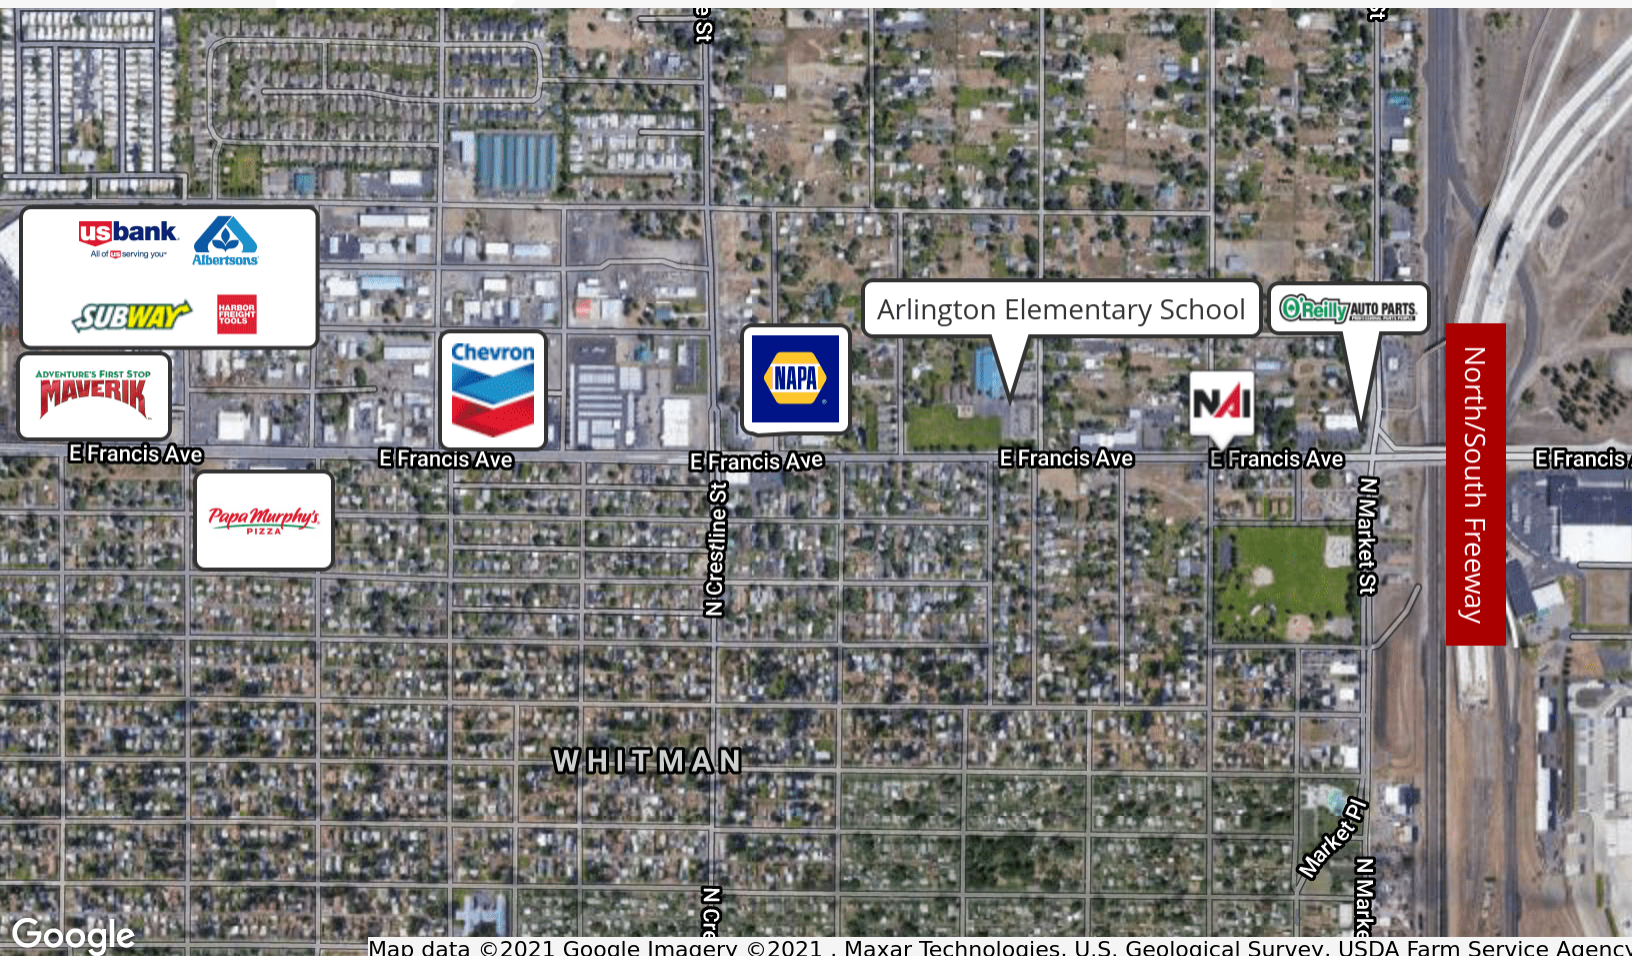 e St
St
usbank
All of us serving you
Albertsons
SUBWAY
HARBOR
FREIGHT
TOOLS
ADVENTURE'S FIRST STOP
MAVERIK
Chevron
NAPA
Arlington Elementary School
O'Reilly AUTO PARTS
NAI
North/South Freeway
E Francis Ave
E Francis Ave
E Francis Ave
E Francis Ave
E Francis Ave
E Francis
Papa Murphy's
PIZZA
N Crestline St
N Market St
WHITMAN
Market Pl
N Cre
N Marke
Google
Map data ©2021 Google Imagery ©2021 , Maxar Technologies, U.S. Geological Survey, USDA Farm Service Agency